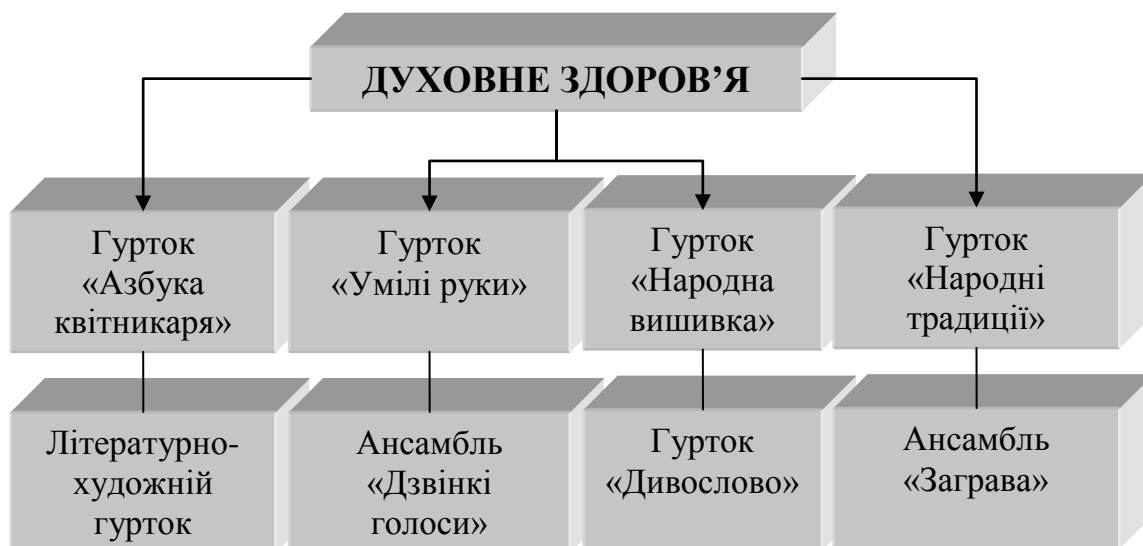 ДУХОВНЕ ЗДОРОВ’Я
Гурток
«Азбука
квітникаря»
Гурток
«Умілі руки»
Гурток
«Народна
вишивка»
Гурток
«Народні
традиції»
Літературно-
художній
гурток
Ансамбль
«Дзвінкі
голоси»
Гурток
«Дивослово»
Ансамбль
«Заграва»